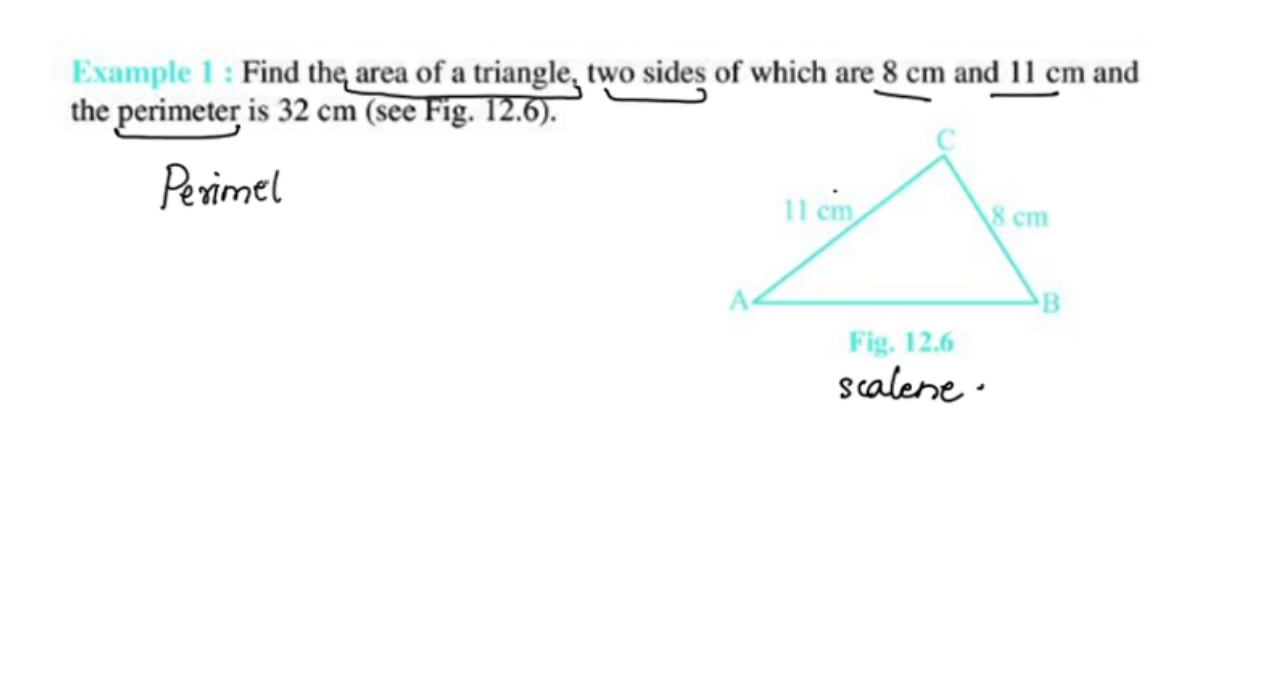 Example 1 : Find the area of a triangle, two sides of which are 8 cm and 11 cm and
the perimeter is 32 cm (see Fig. 12.6).
Perimet
C
11 cm
8 cm
A
B
Fig. 12.6
scalene.